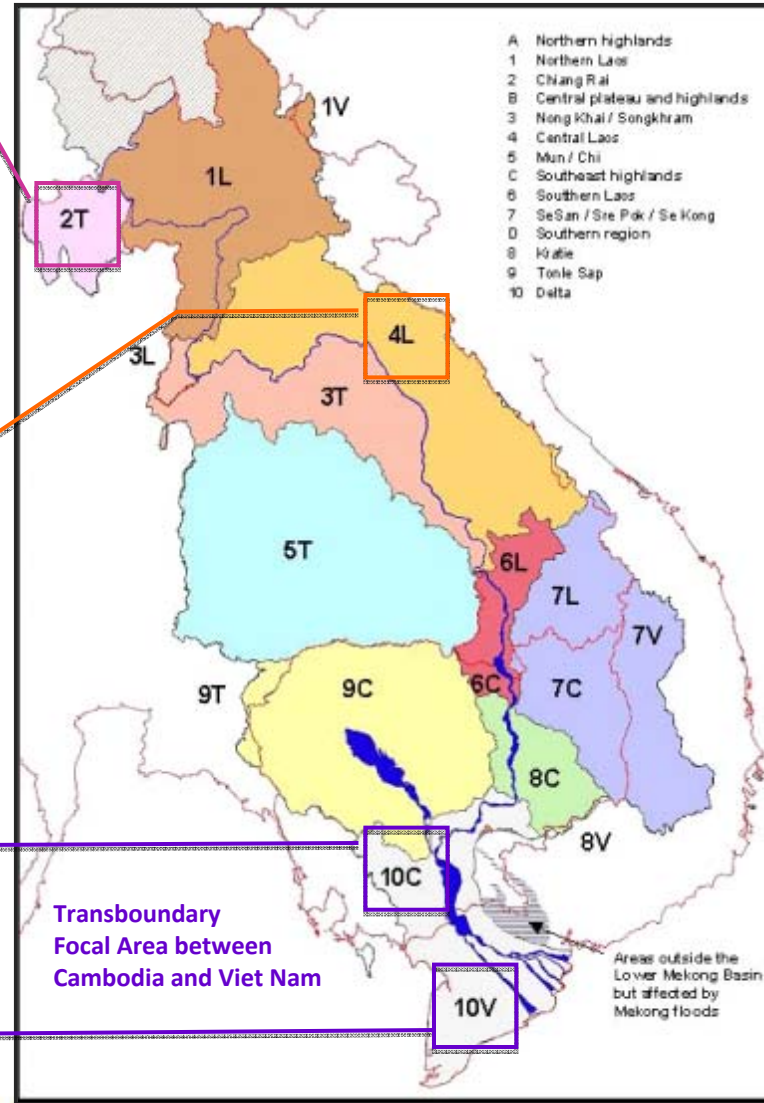 A Northern highlands
1 Northern Laos
2 Chiang Rai
B Central plateau and highlands
3 Nong Khai / Songkhram
4 Central Laos
5 Mun / Chi
C Southeast highlands
6 Southern Laos
7 SeSan / Sre Pok / Se Kong
D Southern region
8 Kratie
9 Tonle Sap
10 Delta
1V
1L
2T
4L
3L
3T
5T
6L
7L
7V
9T
9C
6C
7C
8C
8V
10C
Transboundary
Focal Area between
Cambodia and Viet Nam
Areas outside the
Lower Mekong Basin
but affected by
Mekong floods
10V